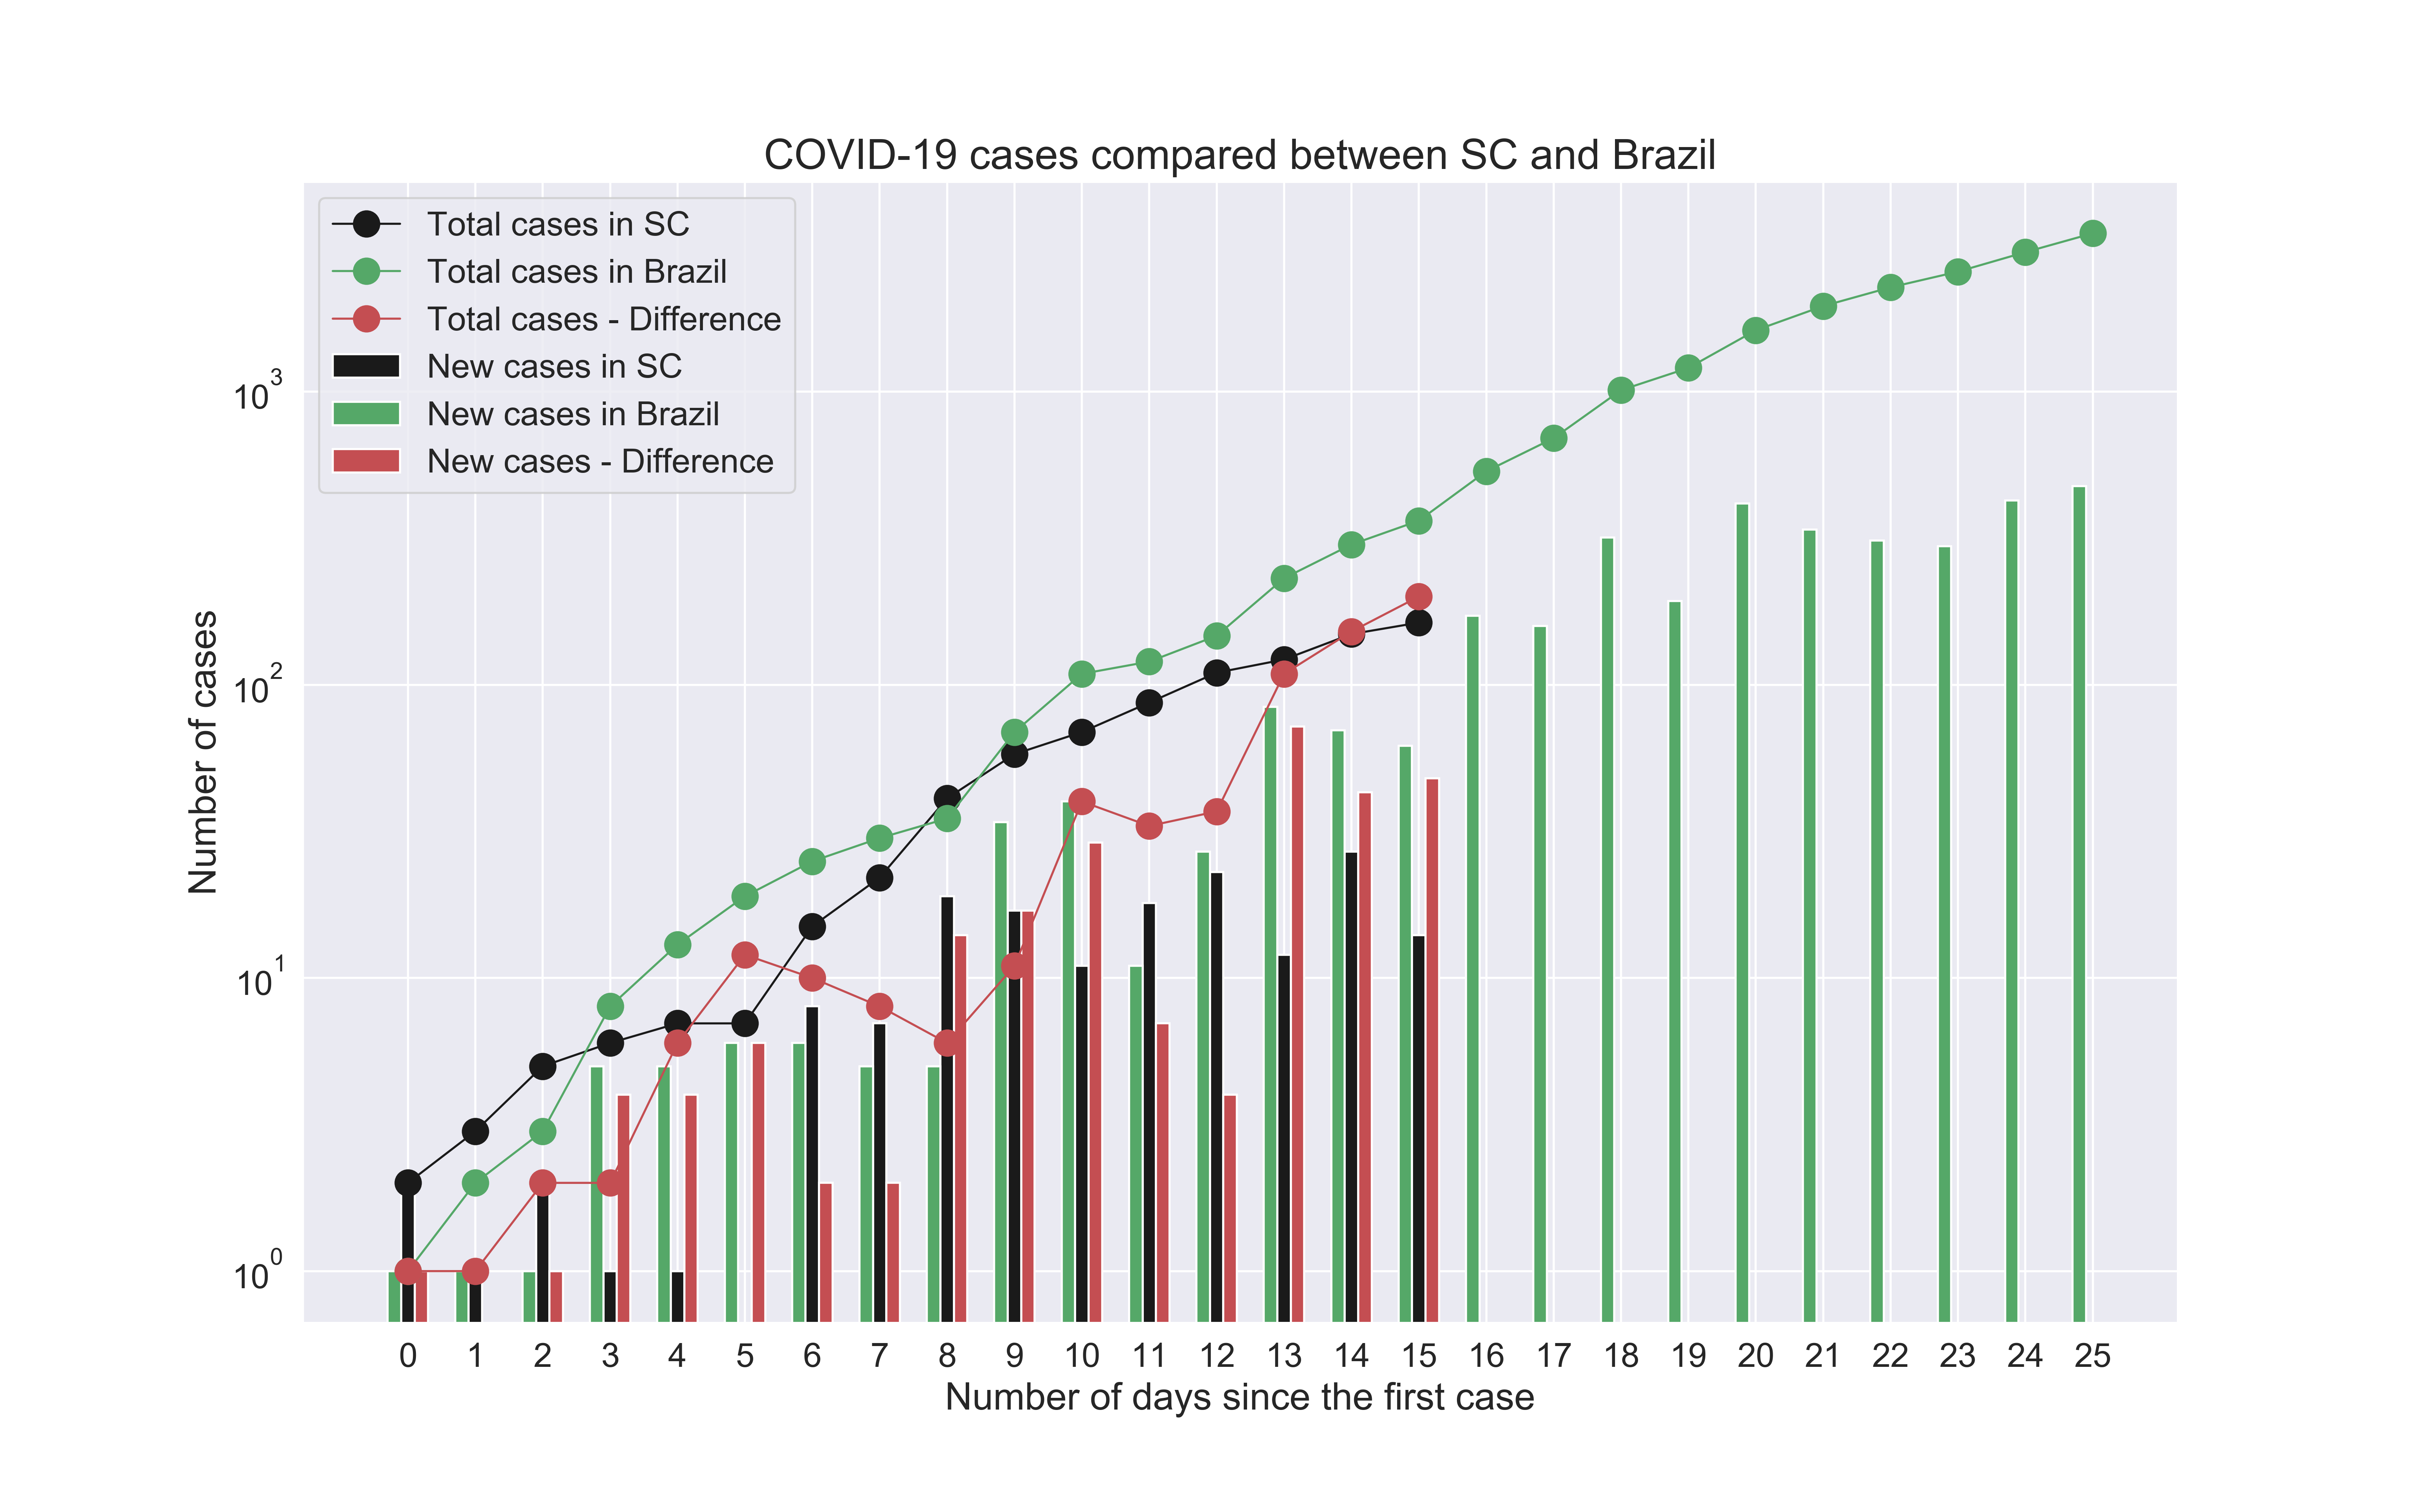 COVID-19 cases compared between SC and Brazil
Total cases in SC
Total cases in Brazil
Total cases - Difference
New cases in SC
New cases in Brazil
New cases - Difference
10³
10²
10¹
10⁰
Number of cases
0 1 2 3 4 5 6 7 8 9 10 11 12 13 14 15 16 17 18 19 20 21 22 23 24 25
Number of days since the first case